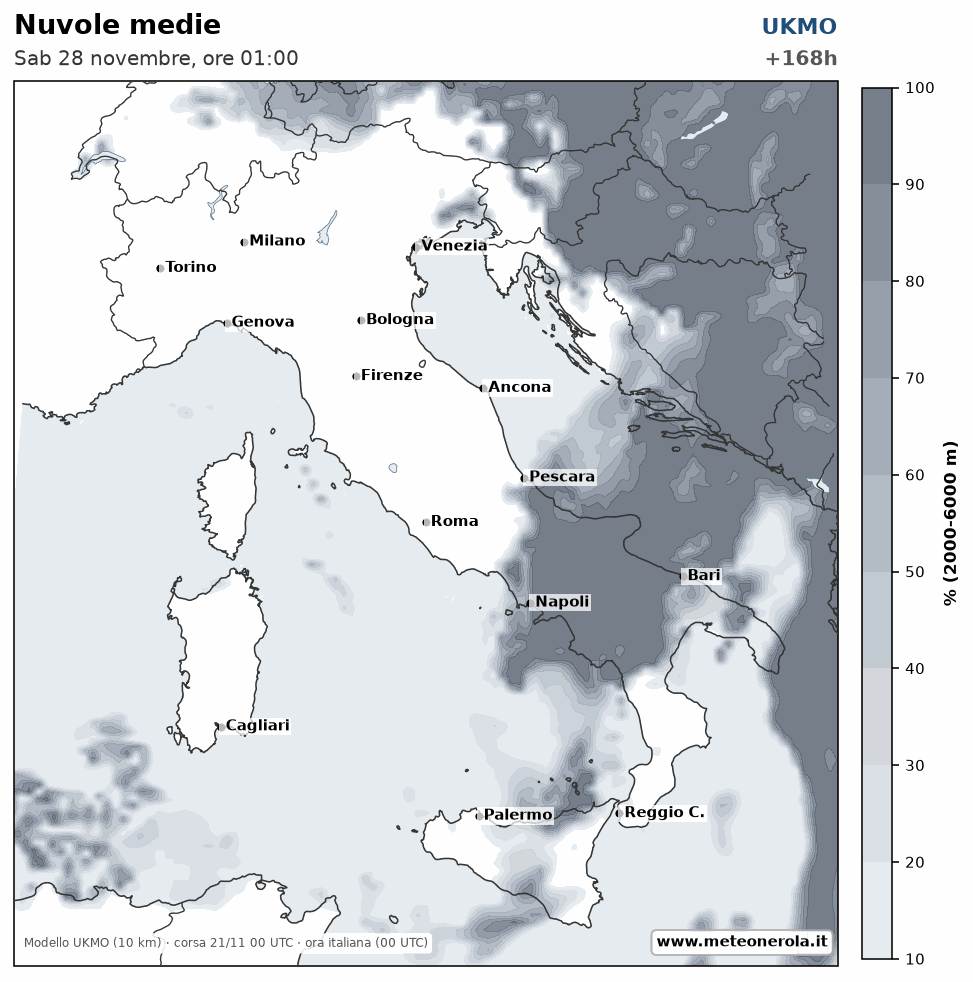 Nuvole medie
UKMO
Sab 28 novembre, ore 01:00
+168h
Milano
Venezia
Torino
Genova
Bologna
Firenze
Ancona
Pescara
Roma
Bari
Napoli
Cagliari
Palermo
Reggio C.
Modello UKMO (10 km) · corsa 21/11 00 UTC · ora italiana (00 UTC)
www.meteonerola.it
100
90
80
70
60
50
40
30
20
10
% (2000-6000 m)